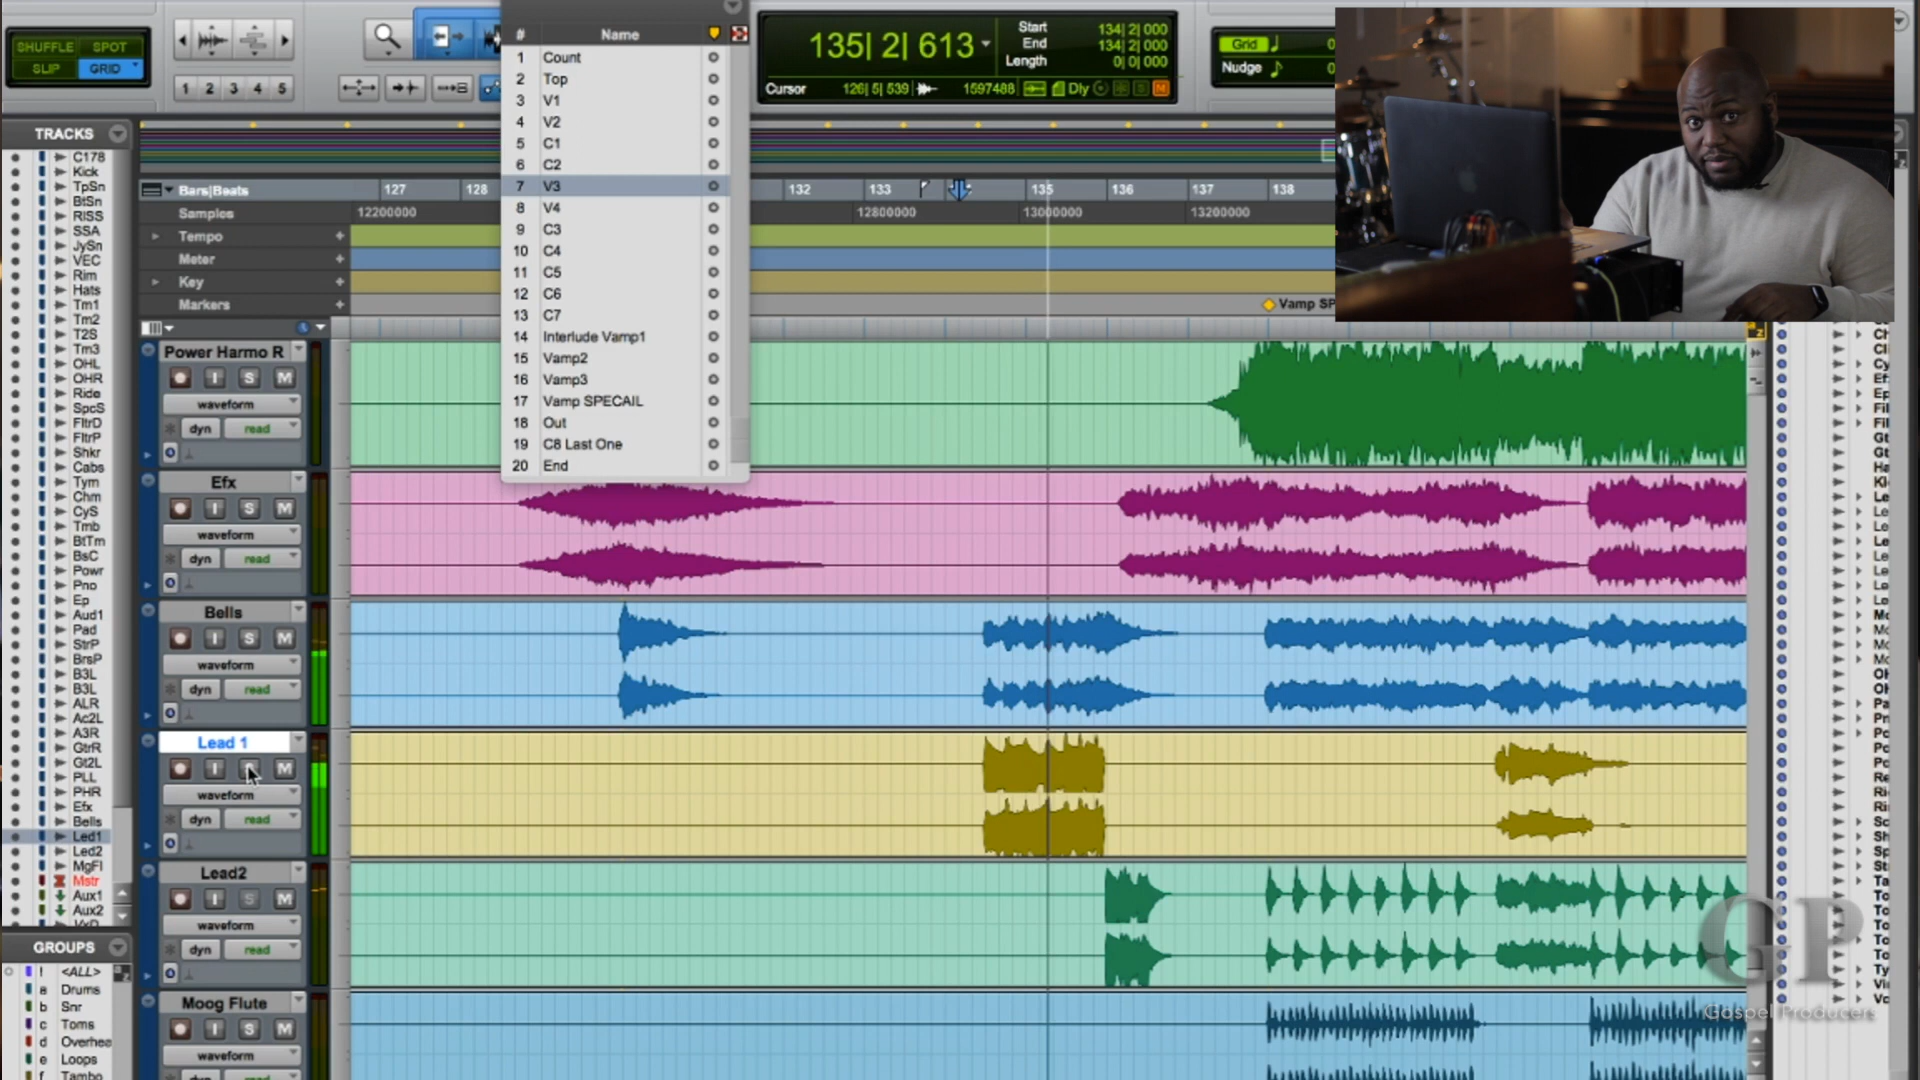 SHUFFLE SPOT
SLIP GRID
1 2 3 4 5
# Name
1 Count
2 Top
3 V1
4 V2
5 C1
6 C2
7 V3
8 V4
9 C3
10 C4
11 C5
12 C6
13 C7
14 Interlude Vamp1
15 Vamp2
16 Vamp3
17 Vamp SPECAIL
18 Out
19 C8 Last One
20 End
135| 2| 613
Start 134| 2| 000
End 134| 2| 000
Length 0| 0| 000
Cursor 126| 5| 539 1597488 Dly
Grid 0
Nudge 0
TRACKS
C178
Kick
TpSn
BtSn
RISS
SSA
JySn
VEC
Rim
Hats
Tm1
Tm2
T2S
Tm3
OHL
OHR
Ride
SpcS
FltrD
FltrP
Shkr
Cabs
Tym
Chm
CyS
Tmb
BtTm
BsC
Powr
Pno
Ep
Aud1
Pad
StrP
BrsP
B3L
B3L
ALR
Ac2L
A3R
GtrR
Gt2L
PLL
PHR
Efx
Bells
Led1
Led2
MgFl
Mstr
Aux1
Aux2
GROUPS
! <ALL>
a Drums
b Snr
c Toms
d Overhea
e Loops
f Tambo
Bars|Beats 127 128 132 133 135 136 137 138
Samples 12200000 12800000 13000000 13200000
Tempo
Meter
Key
Markers Vamp SP
Power Harmo R
I S M
waveform
dyn read
Efx
I S M
waveform
dyn read
Bells
I S M
waveform
dyn read
Lead 1
I S M
waveform
dyn read
Lead2
I S M
waveform
dyn read
Moog Flute
I S M
waveform
dyn read
GP
Gospel Producers